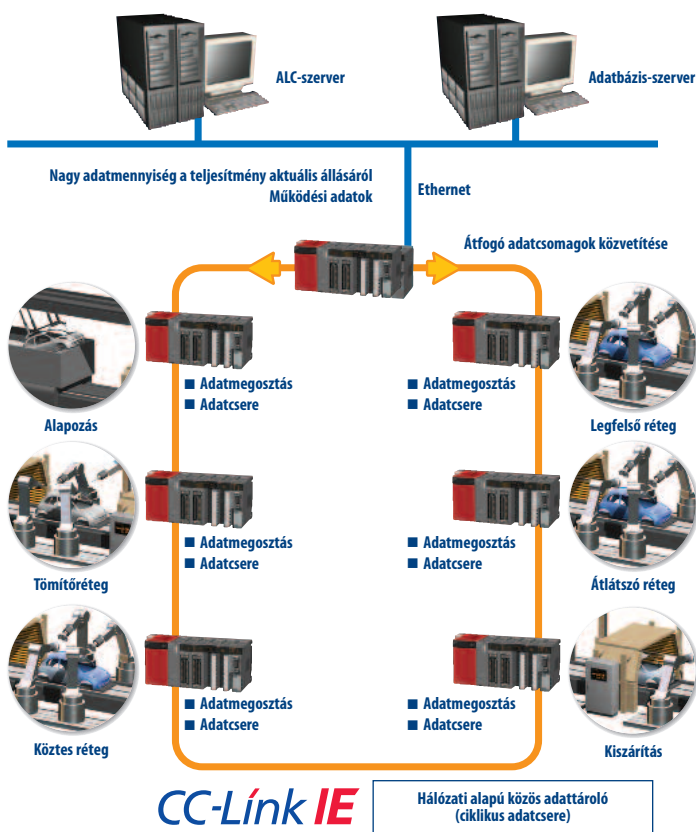 ALC-szerver
Adatbázis-szerver
Nagy adatmennyiség a teljesítmény aktuális állásáról
Működési adatok
Ethernet
Átfogó adatcsomagok közvetítése
■ Adatmegosztás
■ Adatcsere
Alapozás
■ Adatmegosztás
■ Adatcsere
Legfelső réteg
■ Adatmegosztás
■ Adatcsere
Tömítőréteg
■ Adatmegosztás
■ Adatcsere
Átlátszó réteg
■ Adatmegosztás
■ Adatcsere
Köztes réteg
■ Adatmegosztás
■ Adatcsere
Kiszárítás
CC-Línk IE
Hálózati alapú közös adattároló
(ciklikus adatcsere)